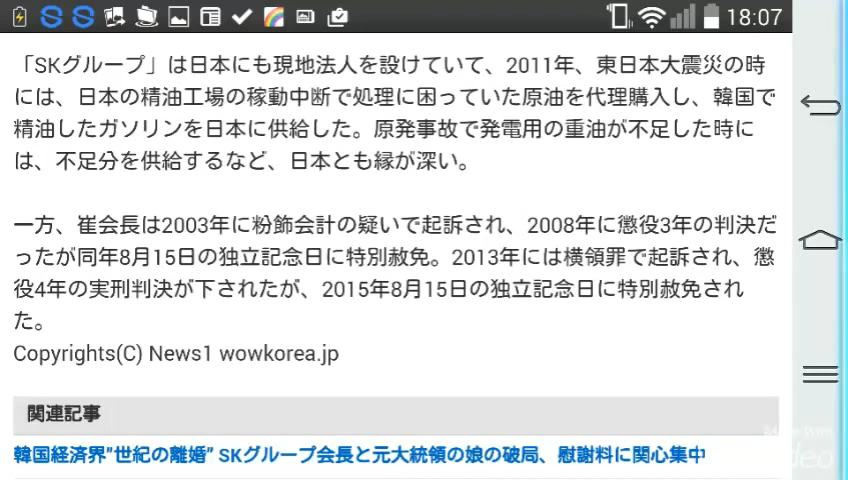 18:07
「SKグループ」は日本にも現地法人を設けていて、2011年、東日本大震災の時
には、日本の精油工場の稼動中断で処理に困っていた原油を代理購入し、韓国で
精油したガソリンを日本に供給した。原発事故で発電用の重油が不足した時に
は、不足分を供給するなど、日本とも縁が深い。
一方、崔会長は2003年に粉飾会計の疑いで起訴され、2008年に懲役3年の判決だ
ったが同年8月15日の独立記念日に特別赦免。2013年には横領罪で起訴され、懲
役4年の実刑判決が下されたが、2015年8月15日の独立記念日に特別赦免され
た。
Copyrights(C) News1 wowkorea.jp
関連記事
韓国経済界"世紀の離婚" SKグループ会長と元大統領の娘の破局、慰謝料に関心集中